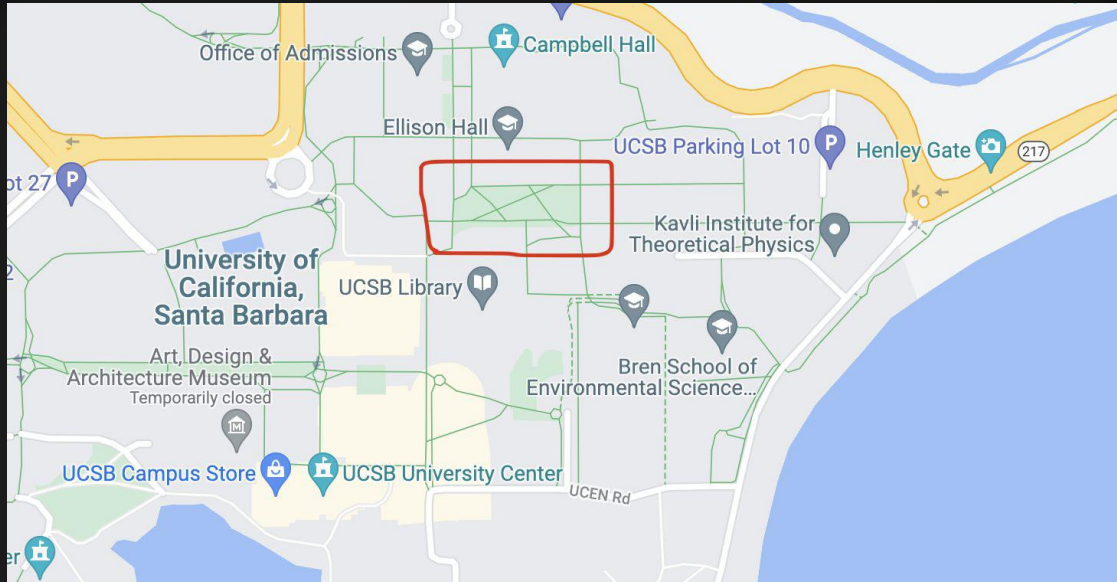 Office of Admissions
Campbell Hall
Ellison Hall
UCSB Parking Lot 10
P
Henley Gate
217
ot 27
P
Kavli Institute for
Theoretical Physics
University of
California,
Santa Barbara
2
UCSB Library
Art, Design &
Architecture Museum
Temporarily closed
M
Bren School of
Environmental Science...
UCSB Campus Store
UCSB University Center
UCEN Rd
er